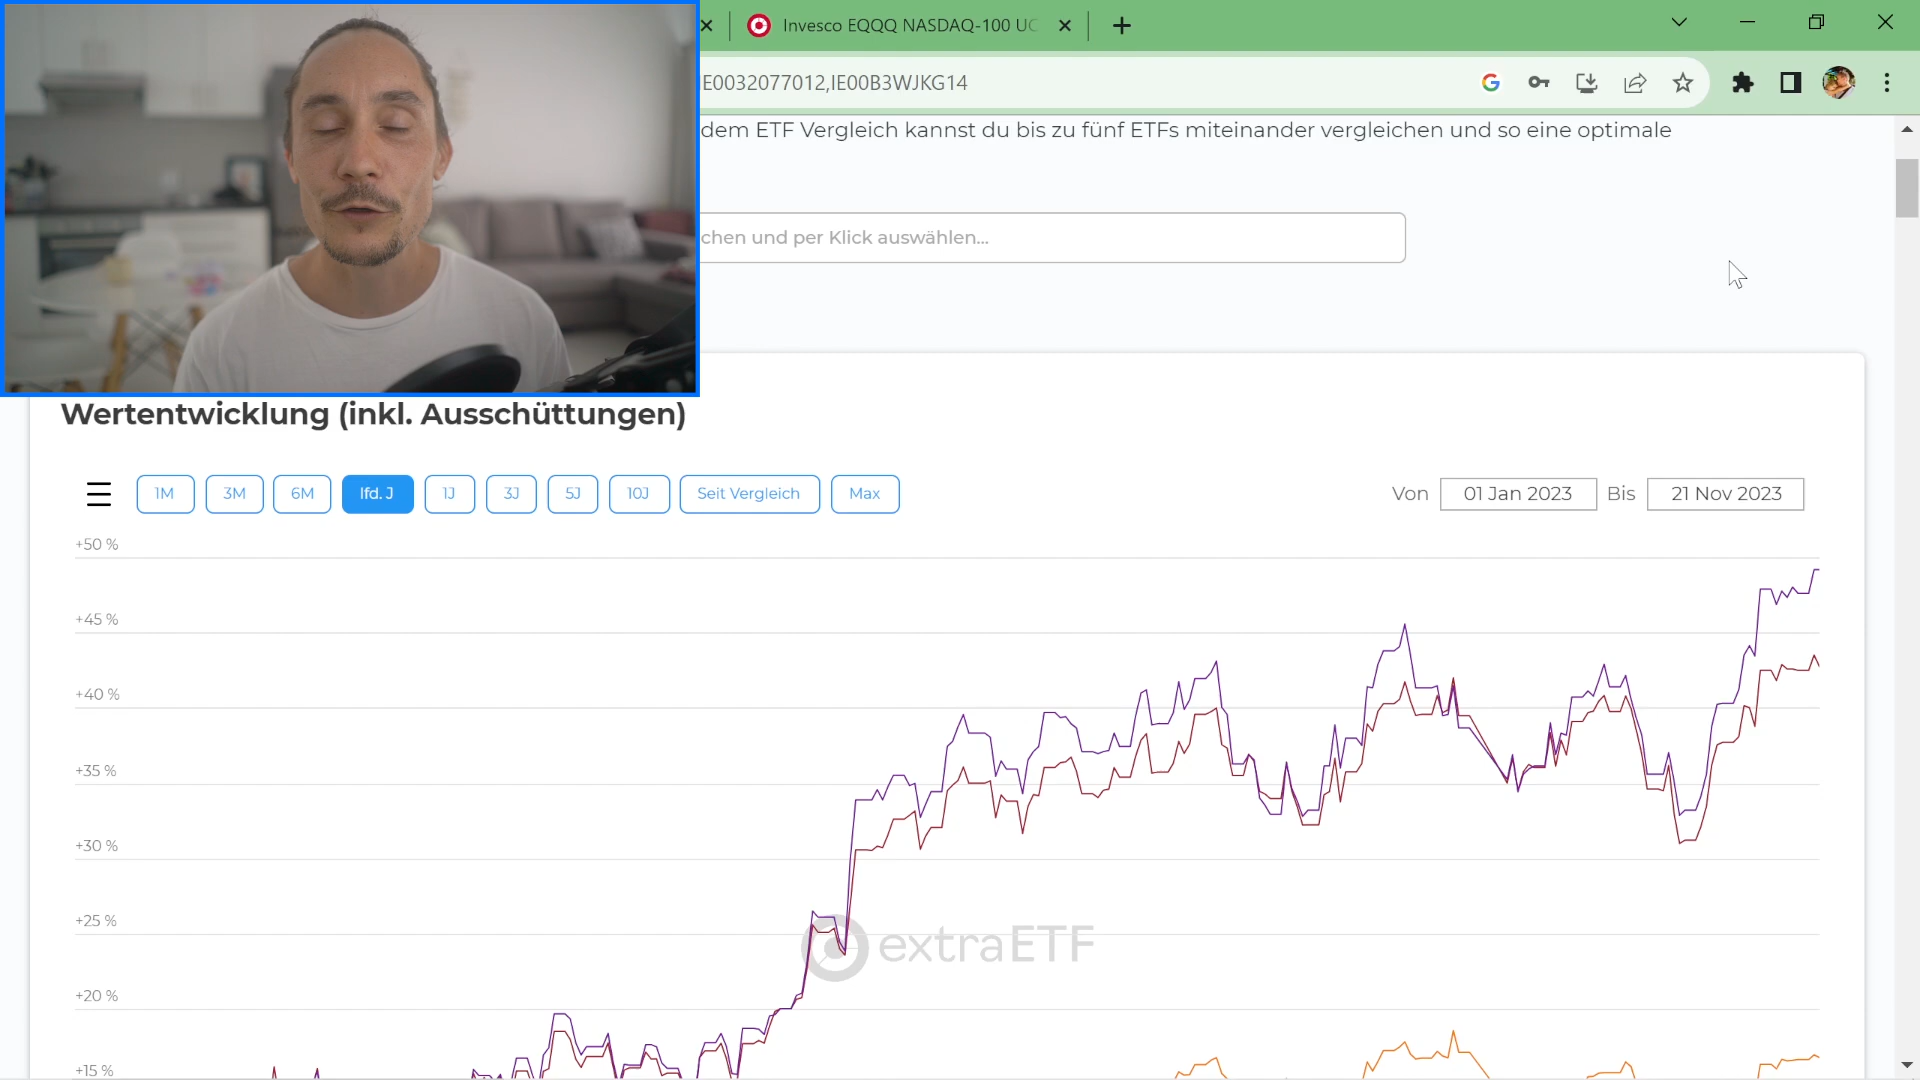 Invesco EQQQ NASDAQ-100 UC
E0032077012,IE00B3WJKG14
dem ETF Vergleich kannst du bis zu fünf ETFs miteinander vergleichen und so eine optimale
chen und per Klick auswählen...
Wertentwicklung (inkl. Ausschüttungen)
1M 3M 6M lfd. J 1J 3J 5J 10J Seit Vergleich Max Von 01 Jan 2023 Bis 21 Nov 2023
+50 %
+45 %
+40 %
+35 %
+30 %
+25 %
extraETF
+20 %
+15 %